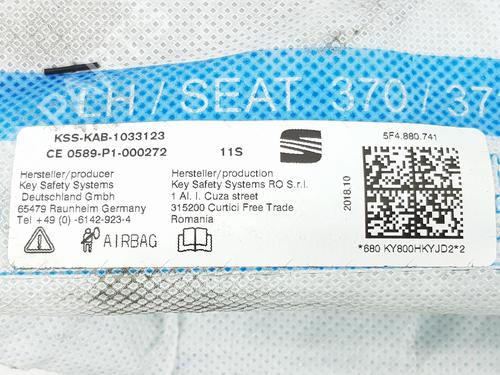 LH / SEAT 370 / 37
KSS-KAB-1033123
CE 0589-P1-000272
11S
5F4.880.741
Hersteller/producer
Key Safety Systems
Deutschland GmbH
65479 Raunheim Germany
Tel +49 (0) -6142-923-4
Hersteller/production
Key Safety Systems RO S.r.l.
1 Al. I. Cuza street
315200 Curtici Free Trade
Romania
2018.10
AIRBAG
*680 KY800HKYJD2*2